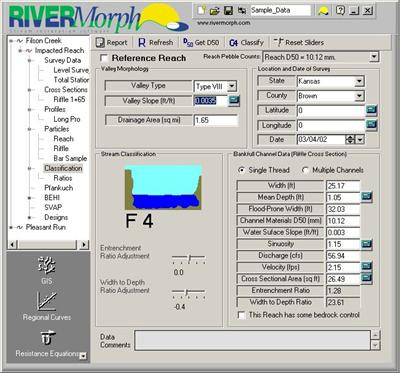 RIVERMorph
Stream restoration software
www.rivermorph.com
Sample_Data
Filson Creek
Impacted Reach
Survey Data
Level Surve
Total Station
Cross Sections
Riffle 1+65
Profiles
Long Pro
Particles
Reach
Riffle
Bar Sample
Classification
Ratios
Pfankuch
BEHI
SVAP
Designs
Pleasant Run
GIS
Regional Curves
Resistance Equations
Report
Refresh
D50 Get D50
C4 Classify
Reset Sliders
Reference Reach
Reach Pebble Counts:
Reach D50 = 10.12 mm.
Valley Morphology
Valley Type
Type VIII
Valley Slope (ft/ft)
0.0035
Drainage Area (sq mi)
1.65
Location and Date of Survey
State
Kansas
County
Brown
Latitude
0
Longitude
0
Date
03/04/02
Stream Classification
F 4
Entrenchment
Ratio Adjustment
0.0
Width to Depth
Ratio Adjustment
-0.4
Bankfull Channel Data (Riffle Cross Section)
Single Thread
Multiple Channels
Width (ft)
25.17
Mean Depth (ft)
1.05
Flood-Prone Width (ft)
32.03
Channel Materials D50 (mm)
10.12
Water Suface Slope (ft/ft)
0.003
Sinuosity
1.15
Discharge (cfs)
56.94
Velocity (fps)
2.15
Cross Sectional Area (sq ft)
26.49
Entrenchment Ratio
1.28
Width to Depth Ratio
23.61
This Reach has some bedrock control
Data
Comments